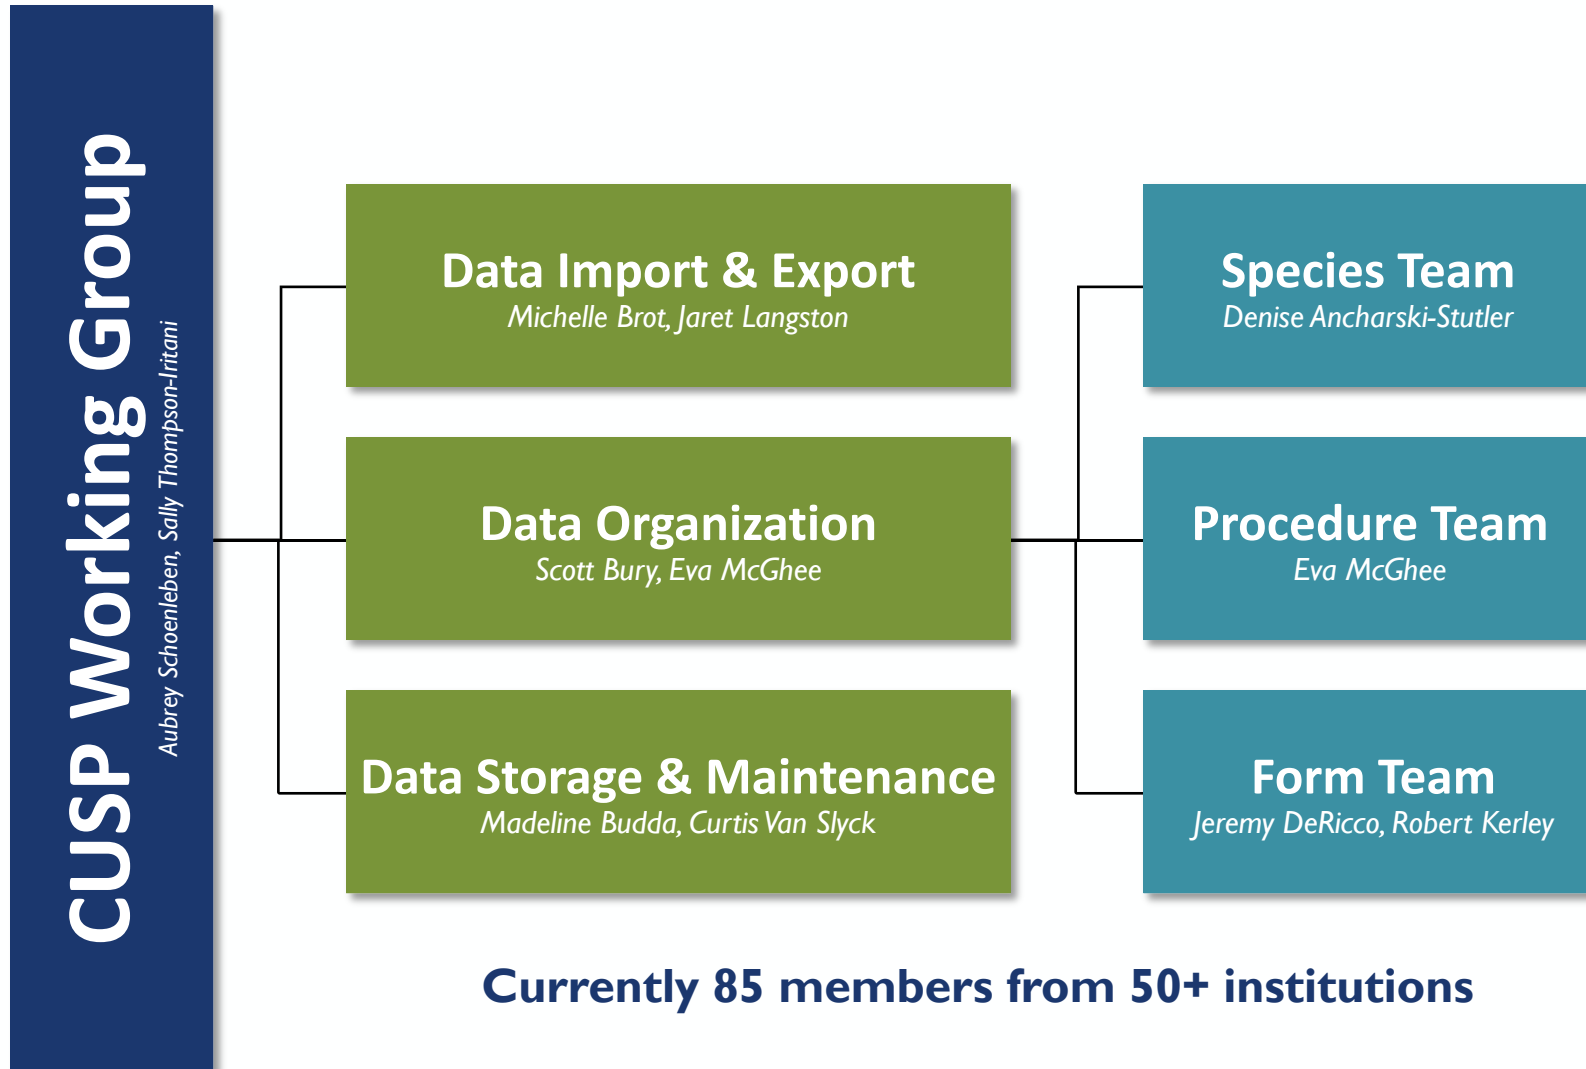 CUSP Working Group
Aubrey Schoenleben, Sally Thompson-Iritani
Data Import & Export
Michelle Brot, Jaret Langston
Data Organization
Scott Bury, Eva McGhee
Data Storage & Maintenance
Madeline Budda, Curtis Van Slyck
Species Team
Denise Ancharski-Stutler
Procedure Team
Eva McGhee
Form Team
Jeremy DeRicco, Robert Kerley
Currently 85 members from 50+ institutions